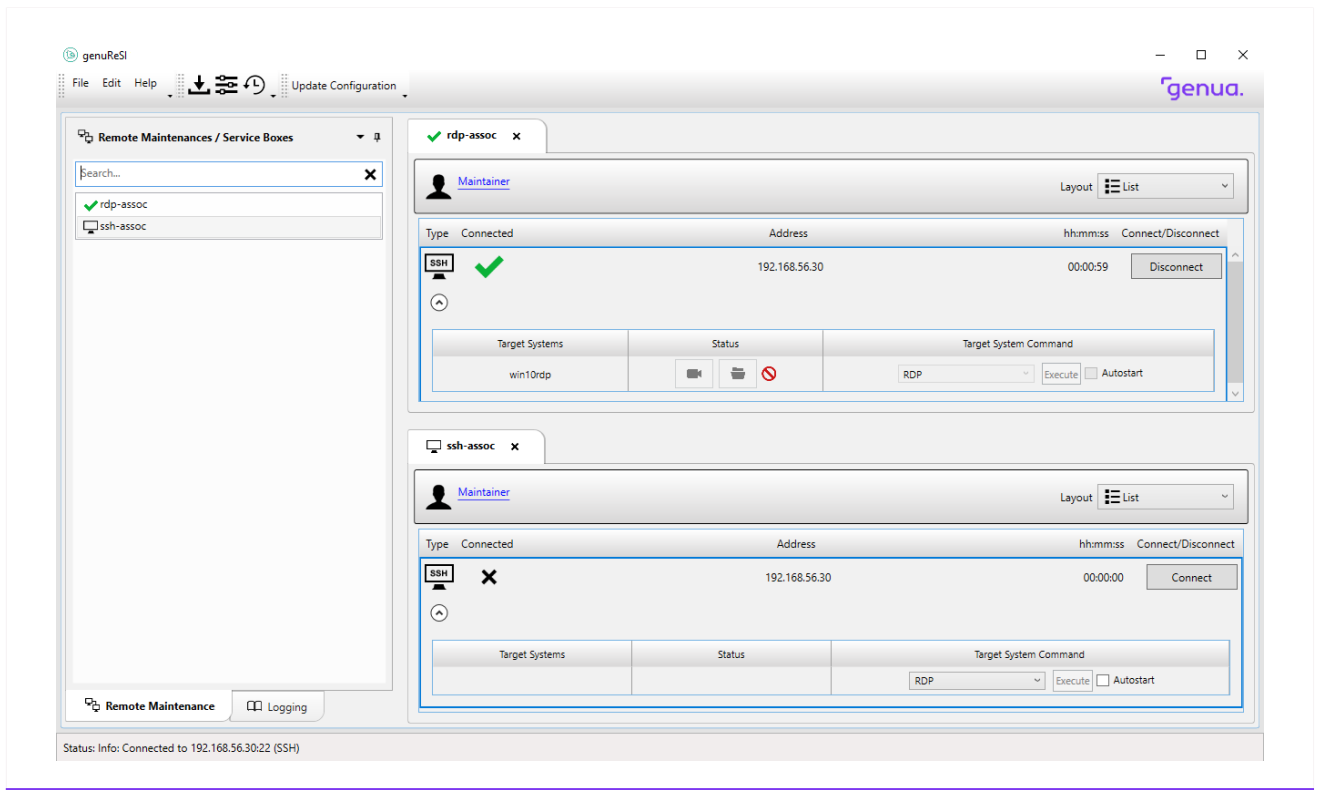 genuReSI
File Edit Help Update Configuration
genua.
Remote Maintenances / Service Boxes
Search...
rdp-assoc
ssh-assoc
rdp-assoc
Maintainer
Layout List
Type Connected Address hh:mm:ss Connect/Disconnect
SSH 192.168.56.30 00:00:59 Disconnect
Target Systems Status Target System Command
win10rdp RDP Execute Autostart
ssh-assoc
Maintainer
Layout List
Type Connected Address hh:mm:ss Connect/Disconnect
SSH 192.168.56.30 00:00:00 Connect
Target Systems Status Target System Command
RDP Execute Autostart
Remote Maintenance Logging
Status: Info: Connected to 192.168.56.30:22 (SSH)